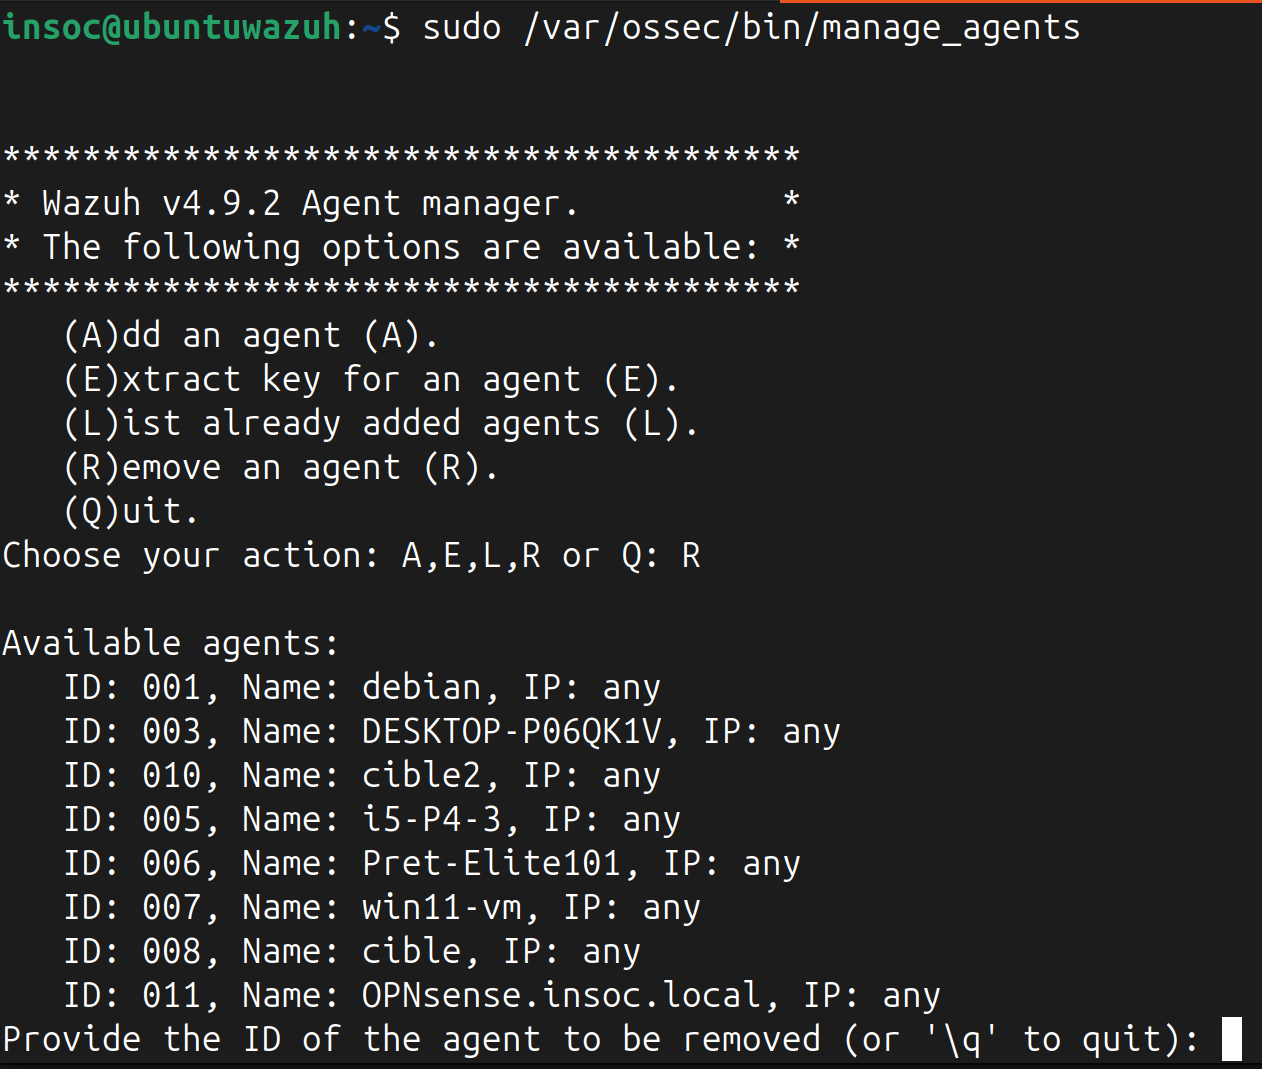 insoc@ubuntuwazuh:~$ sudo /var/ossec/bin/manage_agents
****************************************
* Wazuh v4.9.2 Agent manager.          *
* The following options are available: *
****************************************
   (A)dd an agent (A).
   (E)xtract key for an agent (E).
   (L)ist already added agents (L).
   (R)emove an agent (R).
   (Q)uit.
Choose your action: A,E,L,R or Q: R
Available agents:
   ID: 001, Name: debian, IP: any
   ID: 003, Name: DESKTOP-P06QK1V, IP: any
   ID: 010, Name: cible2, IP: any
   ID: 005, Name: i5-P4-3, IP: any
   ID: 006, Name: Pret-Elite101, IP: any
   ID: 007, Name: win11-vm, IP: any
   ID: 008, Name: cible, IP: any
   ID: 011, Name: OPNsense.insoc.local, IP: any
Provide the ID of the agent to be removed (or '\q' to quit):